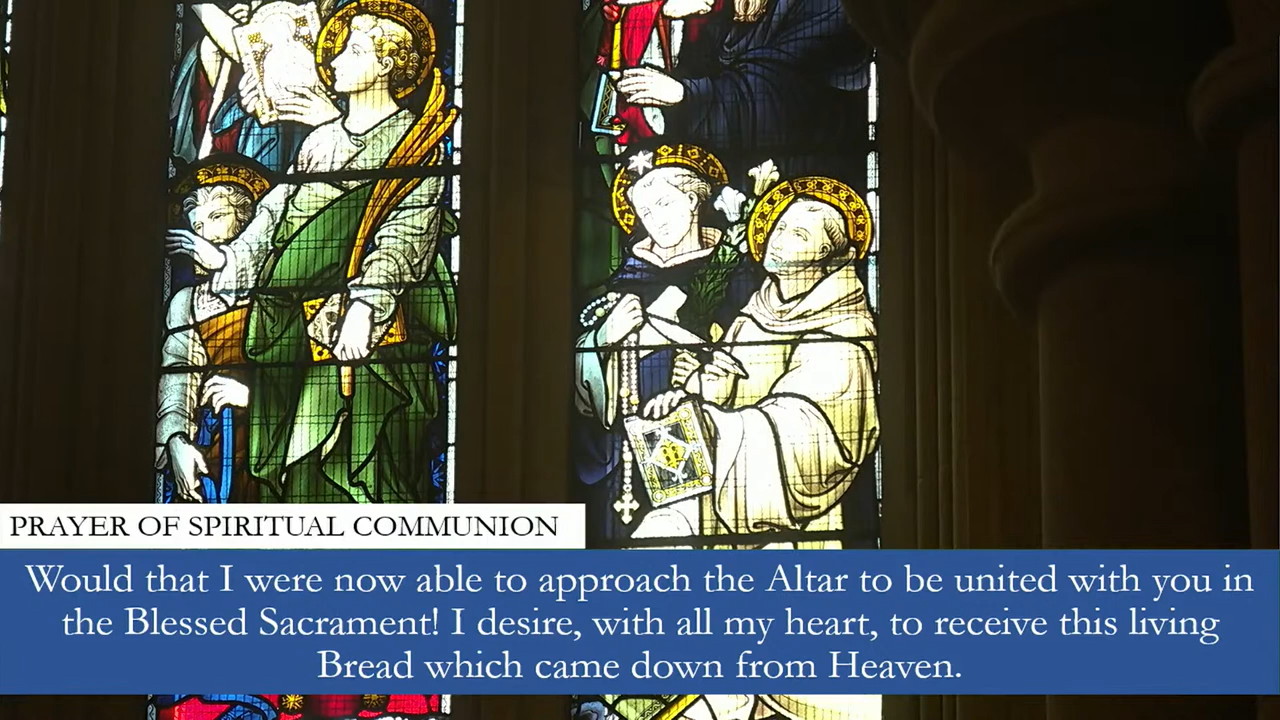 PRAYER OF SPIRITUAL COMMUNION
Would that I were now able to approach the Altar to be united with you in
the Blessed Sacrament! I desire, with all my heart, to receive this living
Bread which came down from Heaven.